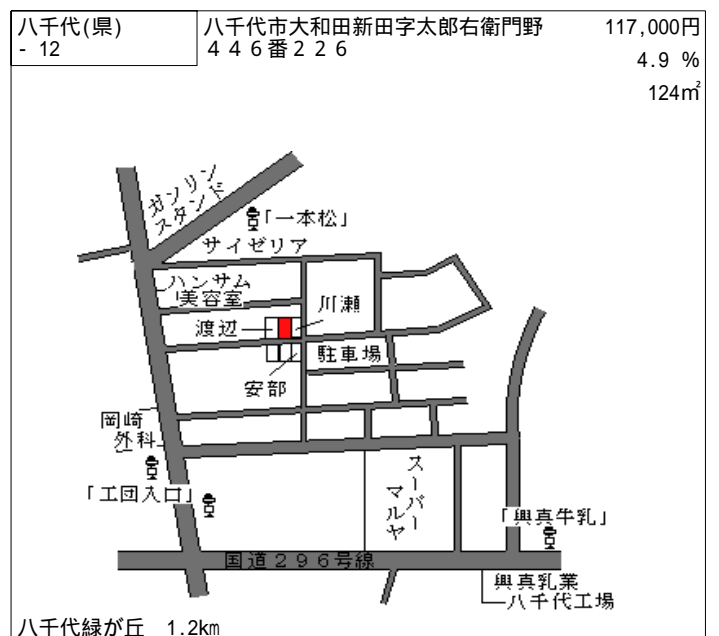 八千代(県)
- 12
八千代市大和田新田字太郎右衛門野
４４６番２２６
117,000円
4.9 %
124㎡
ガソリン
スタンド
「一本松」
サイゼリア
ハンサム
美容室
川瀬
渡辺
駐車場
安部
岡崎
外科
「工団入口」
スーパー
マルヤ
「興真牛乳」
国道２９６号線
興真乳業
八千代工場
八千代緑が丘 1.2km